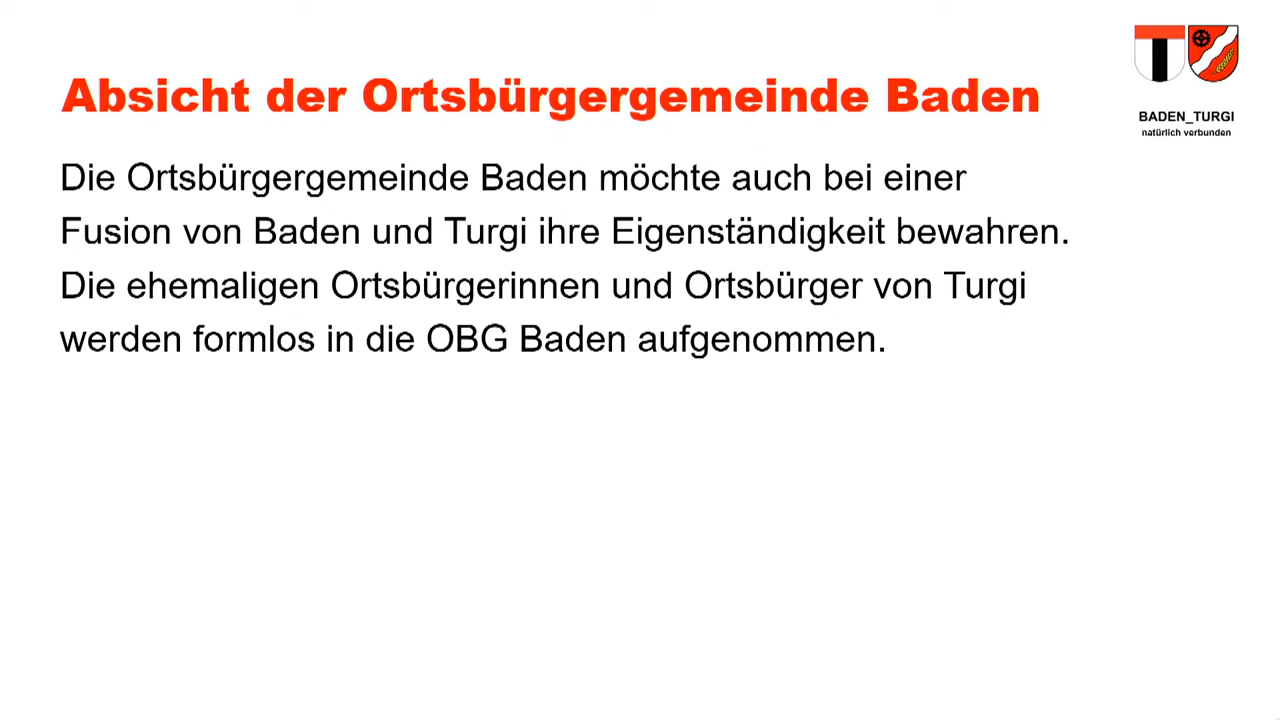 Absicht der Ortsbürgergemeinde Baden
BADEN_TURGI
natürlich verbunden
Die Ortsbürgergemeinde Baden möchte auch bei einer
Fusion von Baden und Turgi ihre Eigenständigkeit bewahren.
Die ehemaligen Ortsbürgerinnen und Ortsbürger von Turgi
werden formlos in die OBG Baden aufgenommen.